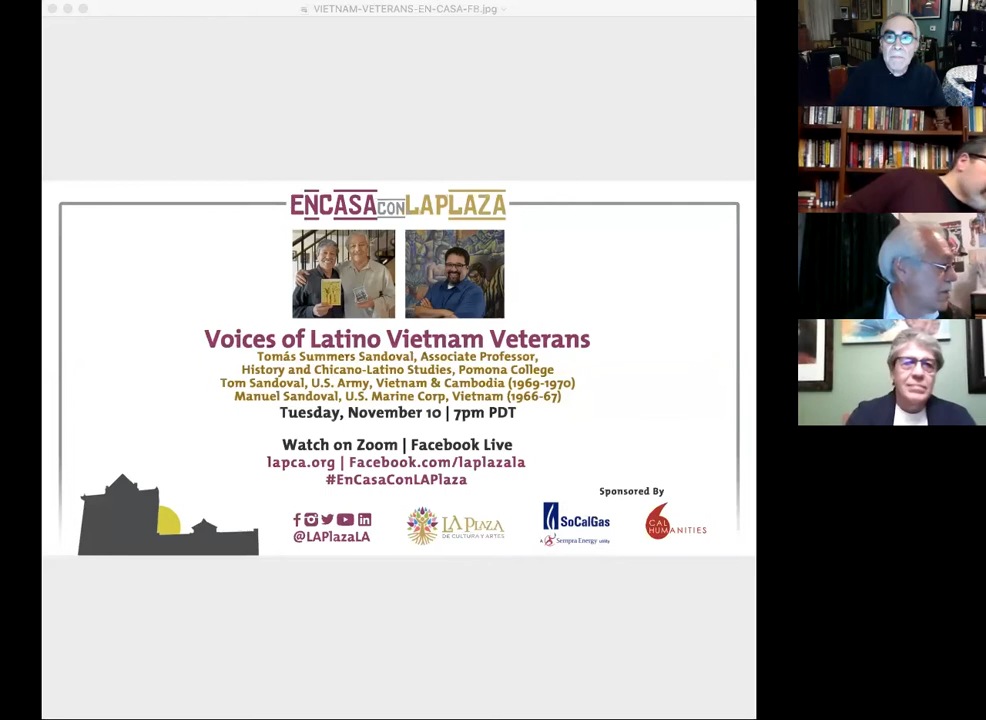 VIETNAM-VETERANS-EN-CASA-FB.jpg
ENCASACONLAPLAZA
Voices of Latino Vietnam Veterans
Tomás Summers Sandoval, Associate Professor,
History and Chicano-Latino Studies, Pomona College
Tom Sandoval, U.S. Army, Vietnam & Cambodia (1969-1970)
Manuel Sandoval, U.S. Marine Corp, Vietnam (1966-67)
Tuesday, November 10 | 7pm PDT
Watch on Zoom | Facebook Live
lapca.org | Facebook.com/laplazala
#EnCasaConLAPlaza
Sponsored By
@LAPlazaLA
LA PLAZA
DE CULTURA Y ARTES
SoCalGas
A Sempra Energy utility
CAL
HUMANITIES